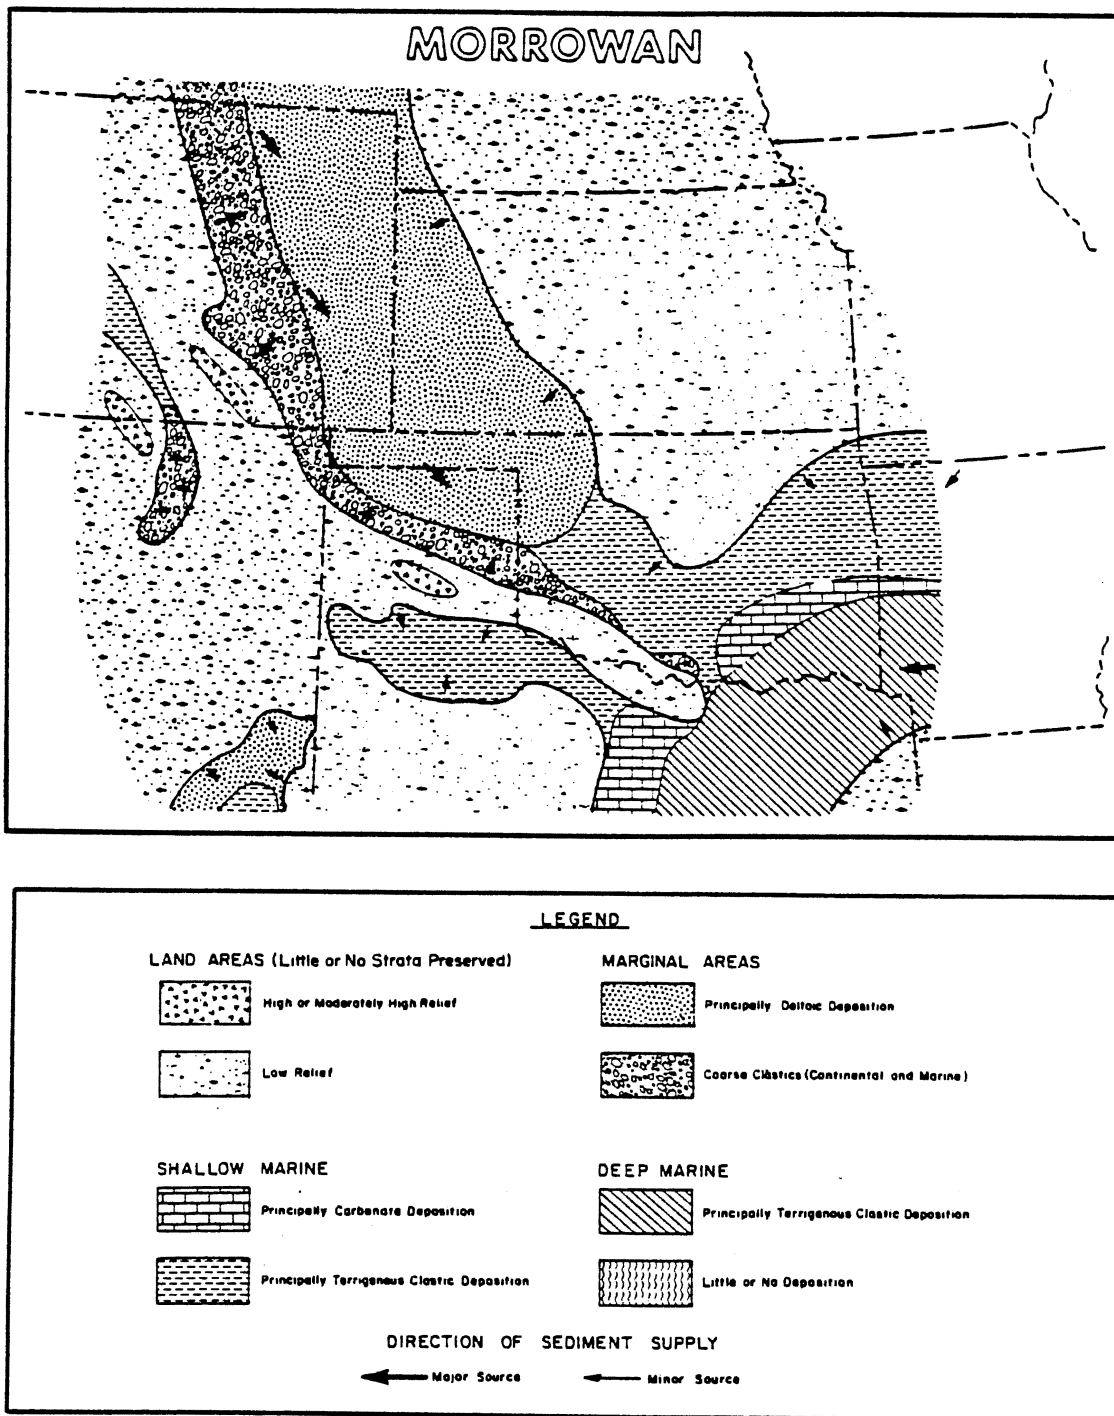 MORROWAN
LEGEND
LAND AREAS (Little or No Strata Preserved)
High or Moderately High Relief
Low Relief
MARGINAL AREAS
Principally Deltaic Deposition
Coarse Clastics (Continental and Marine)
SHALLOW MARINE
Principally Carbonate Deposition
Principally Terrigenous Clastic Deposition
DEEP MARINE
Principally Terrigenous Clastic Deposition
Little or No Deposition
DIRECTION OF SEDIMENT SUPPLY
Major Source
Minor Source